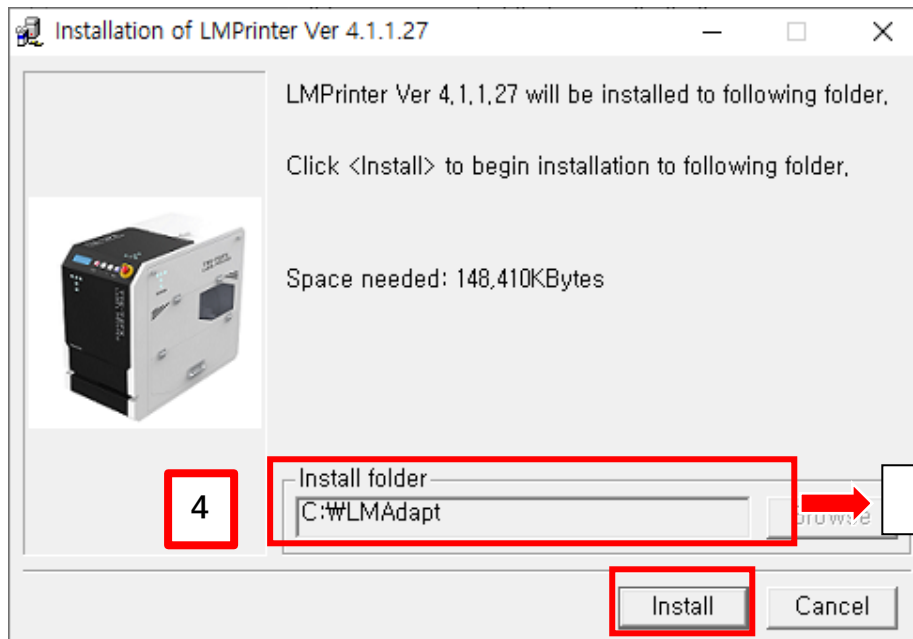 Installation of LMPrinter Ver 4.1.1.27
LMPrinter Ver 4,1,1,27 will be installed to following folder,
Click <Install> to begin installation to following folder,
Space needed: 148,410KBytes
Install folder
4
C:₩LMAdapt
Browse
Install
Cancel